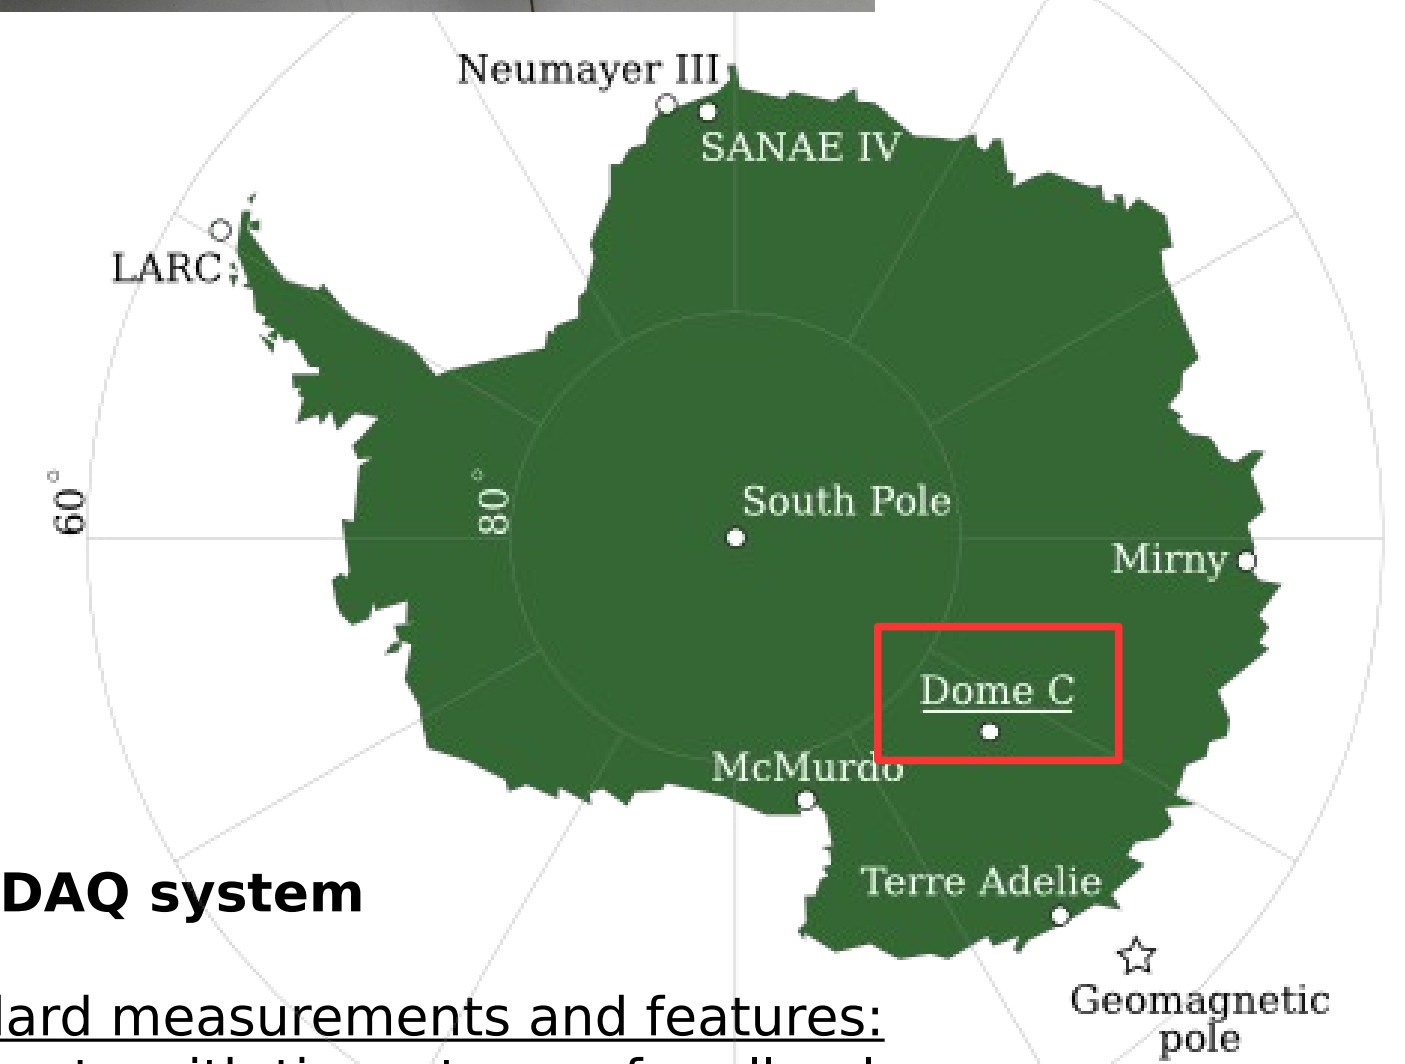 Neumayer III
SANAE IV
LARC
60°
80°
South Pole
Mirny
Dome C
McMurdo
DAQ system
Terre Adelie
measurements and features:
Geomagnetic
pole